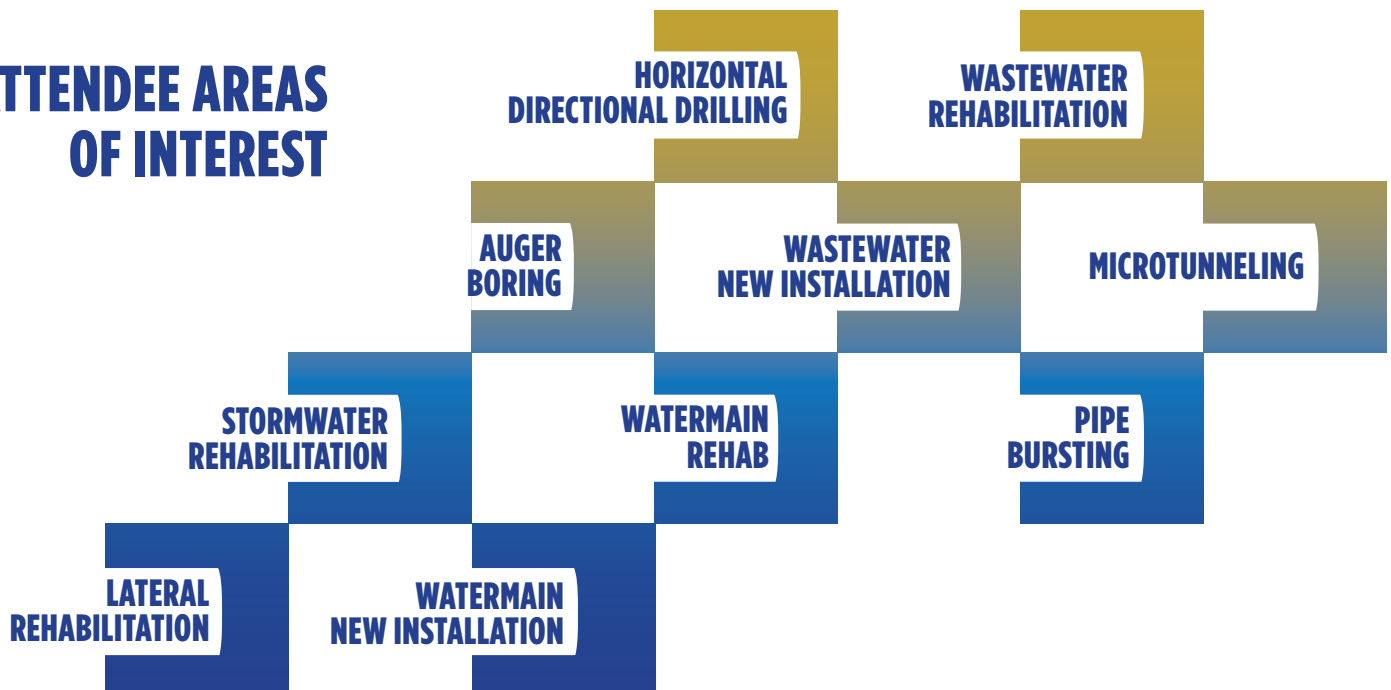 TTENDEE AREAS
OF INTEREST
HORIZONTAL
DIRECTIONAL DRILLING
WASTEWATER
REHABILITATION
AUGER
BORING
WASTEWATER
NEW INSTALLATION
MICROTUNNELING
STORMWATER
REHABILITATION
WATERMAIN
REHAB
PIPE
BURSTING
LATERAL
REHABILITATION
WATERMAIN
NEW INSTALLATION